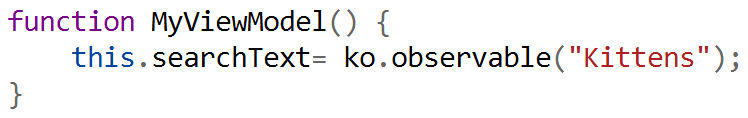 function MyViewModel() {
    this.searchText= ko.observable("Kittens");
}